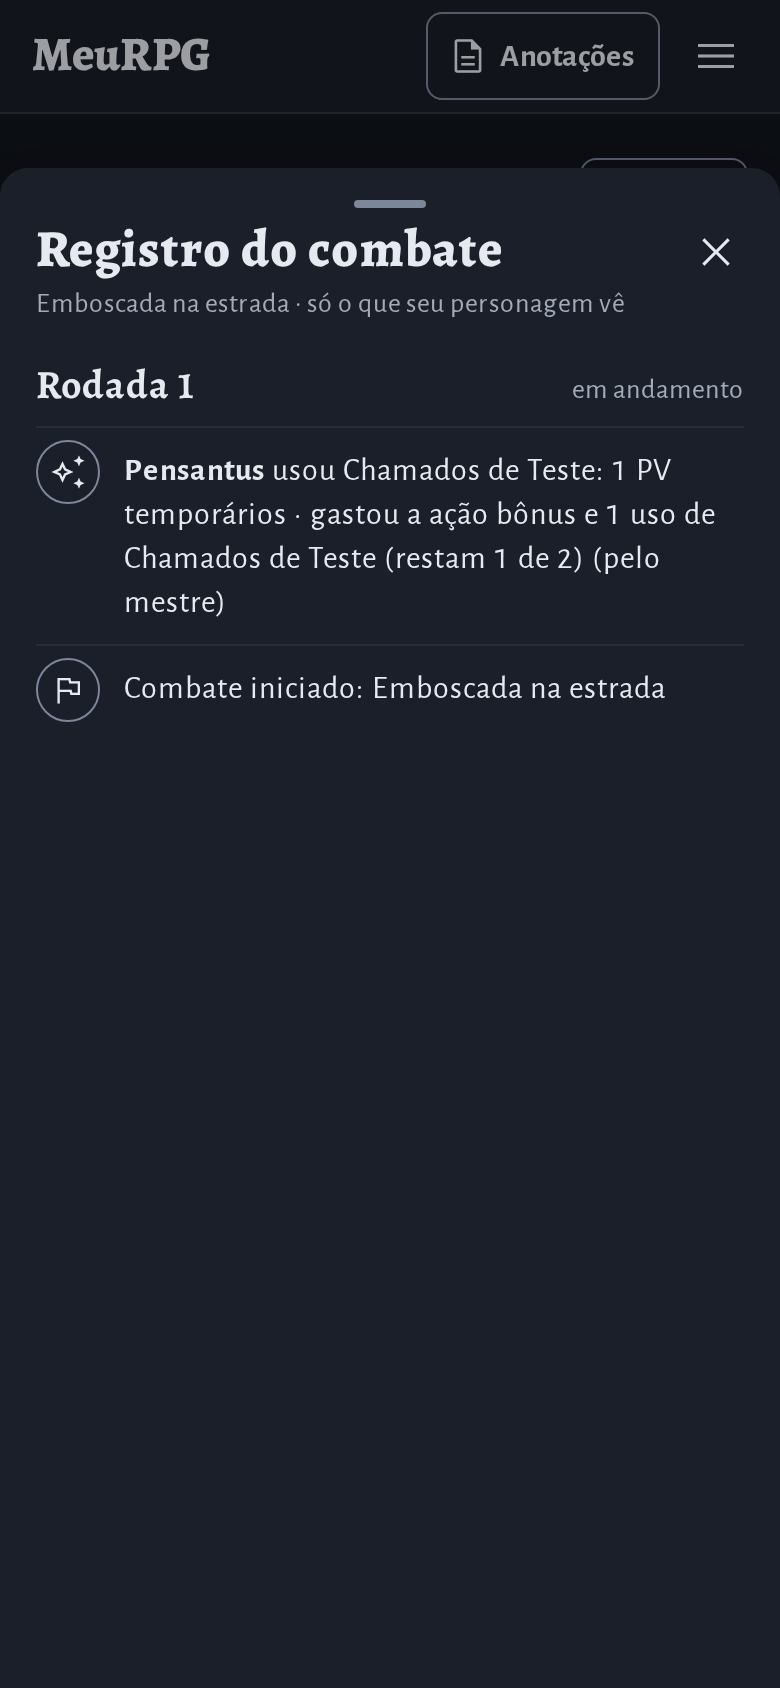 MeuRPG
Anotações
Registro do combate
Emboscada na estrada · só o que seu personagem vê
Rodada 1
em andamento
Pensantus usou Chamados de Teste: 1 PV
temporários · gastou a ação bônus e 1 uso de
Chamados de Teste (restam 1 de 2) (pelo
mestre)
Combate iniciado: Emboscada na estrada